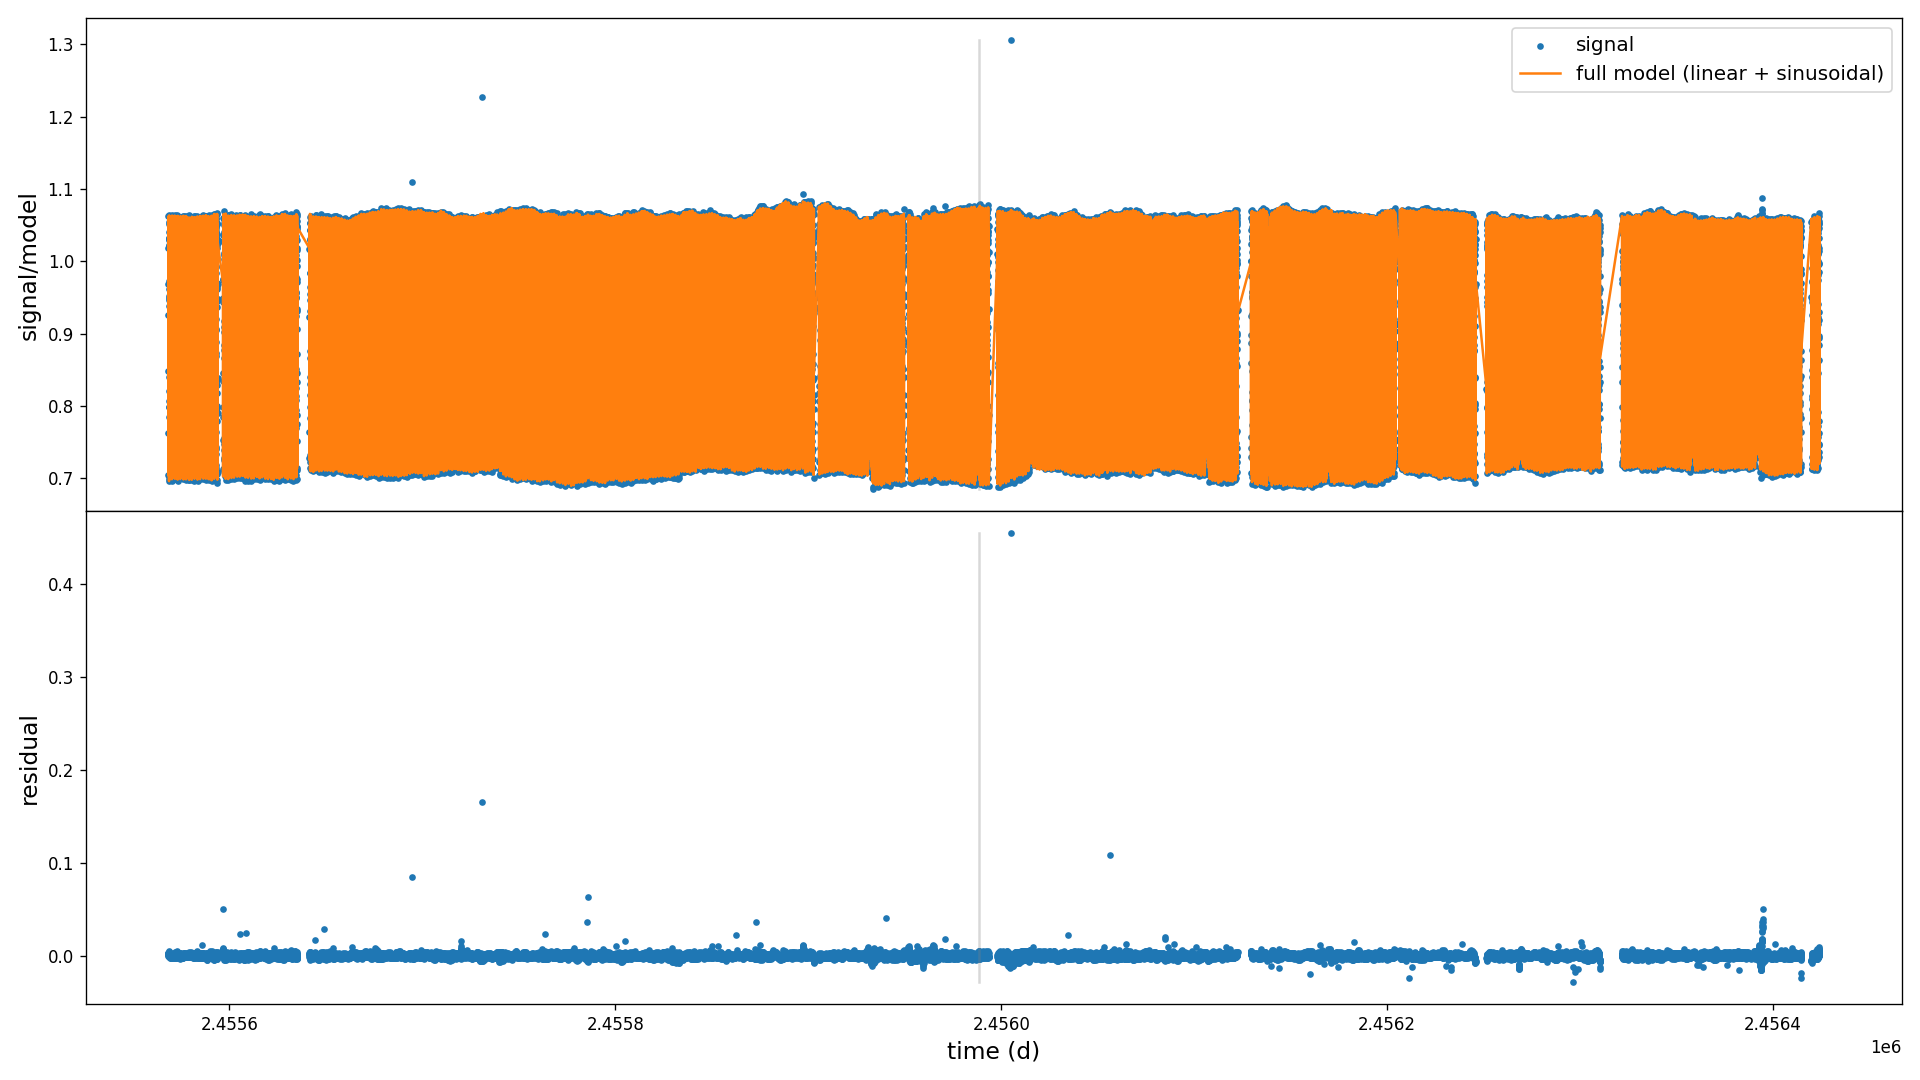 signal/model
1.3
1.2
1.1
1.0
0.9
0.8
0.7
signal
full model (linear + sinusoidal)
residual
0.4
0.3
0.2
0.1
0.0
2.4556
2.4558
2.4560
2.4562
2.4564
time (d)
1e6